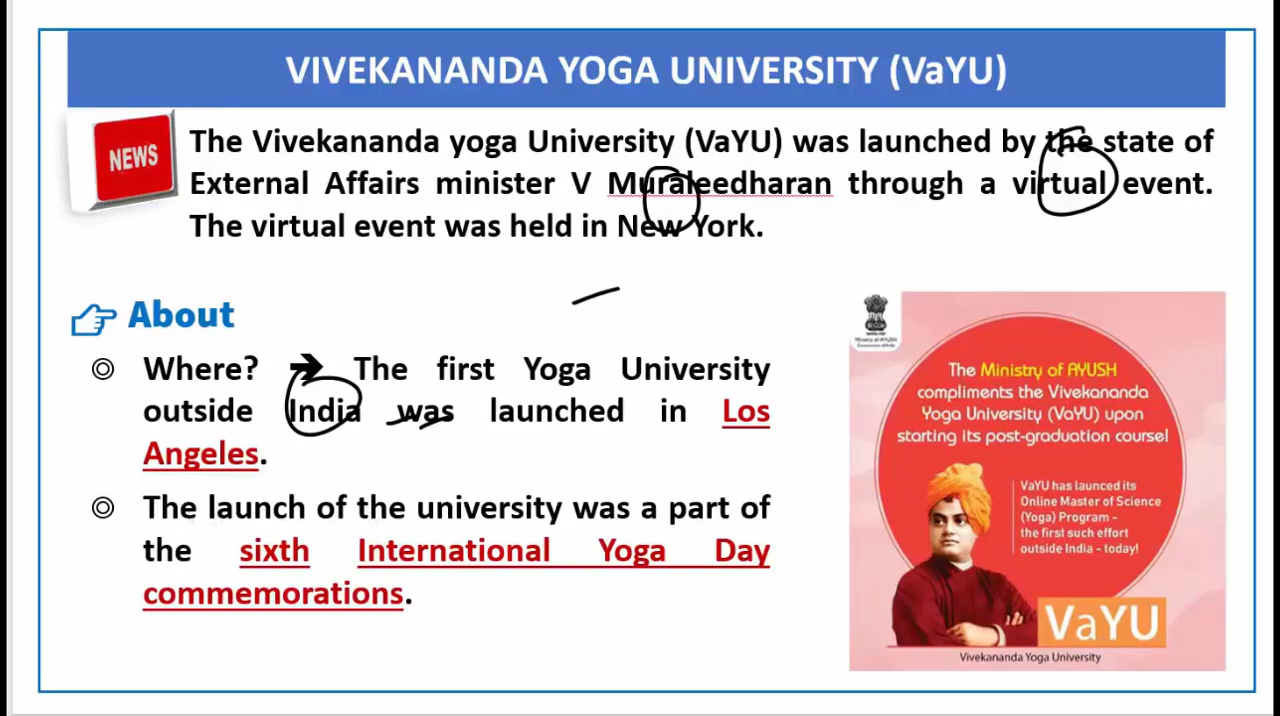 VIVEKANANDA YOGA UNIVERSITY (VaYU)
NEWS
The Vivekananda yoga University (VaYU) was launched by the state of
External Affairs minister V Muraleedharan through a virtual event.
The virtual event was held in New York.
About
Where? ➔ The first Yoga University
outside India was launched in Los
Angeles.
The launch of the university was a part of
the sixth International Yoga Day
commemorations.
Ministry of AYUSH
The Ministry of AYUSH
compliments the Vivekananda
Yoga University (VaYU) upon
starting its post-graduation course!
VaYU has launced its
Online Master of Science
(Yoga) Program –
the first such effort
outside India – today!
VaYU
Vivekananda Yoga University